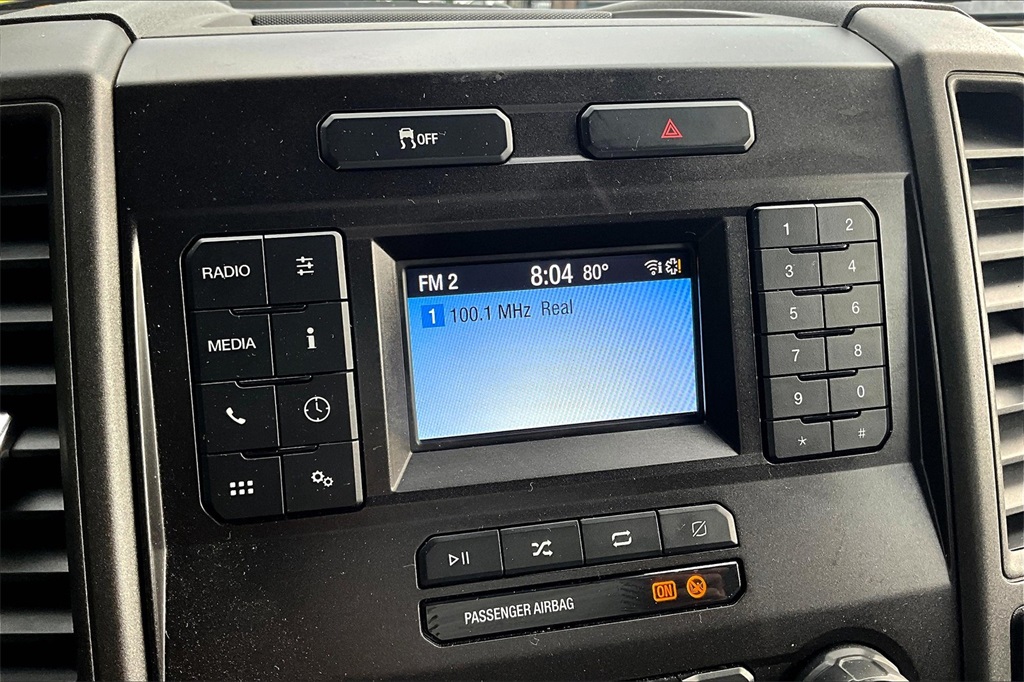 OFF
RADIO
MEDIA
i
FM 2 8:04 80°
1 100.1 MHz Real
1 2
3 4
5 6
7 8
9 0
* #
PASSENGER AIRBAG ON